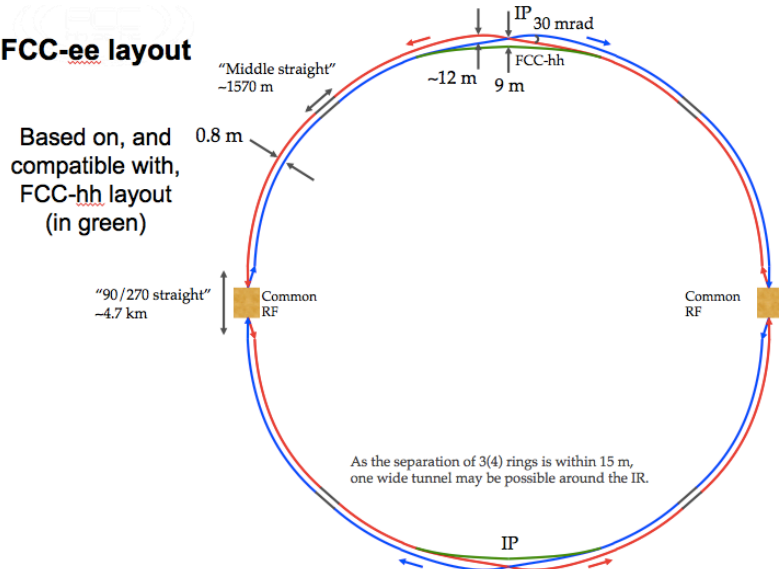 FCC-ee layout
IP
30 mrad
FCC-hh
~12 m
9 m
“Middle straight”
~1570 m
Based on, and
compatible with,
FCC-hh layout
(in green)
0.8 m
“90/270 straight”
~4.7 km
Common
RF
Common
RF
As the separation of 3(4) rings is within 15 m,
one wide tunnel may be possible around the IR.
IP